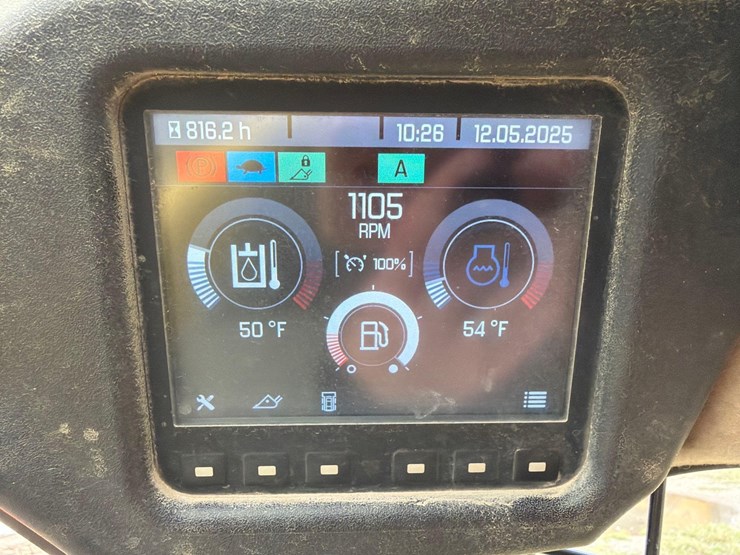 816.2 h 10:26 12.05.2025
P A
1105
RPM
[ 100% ]
50 °F 54 °F